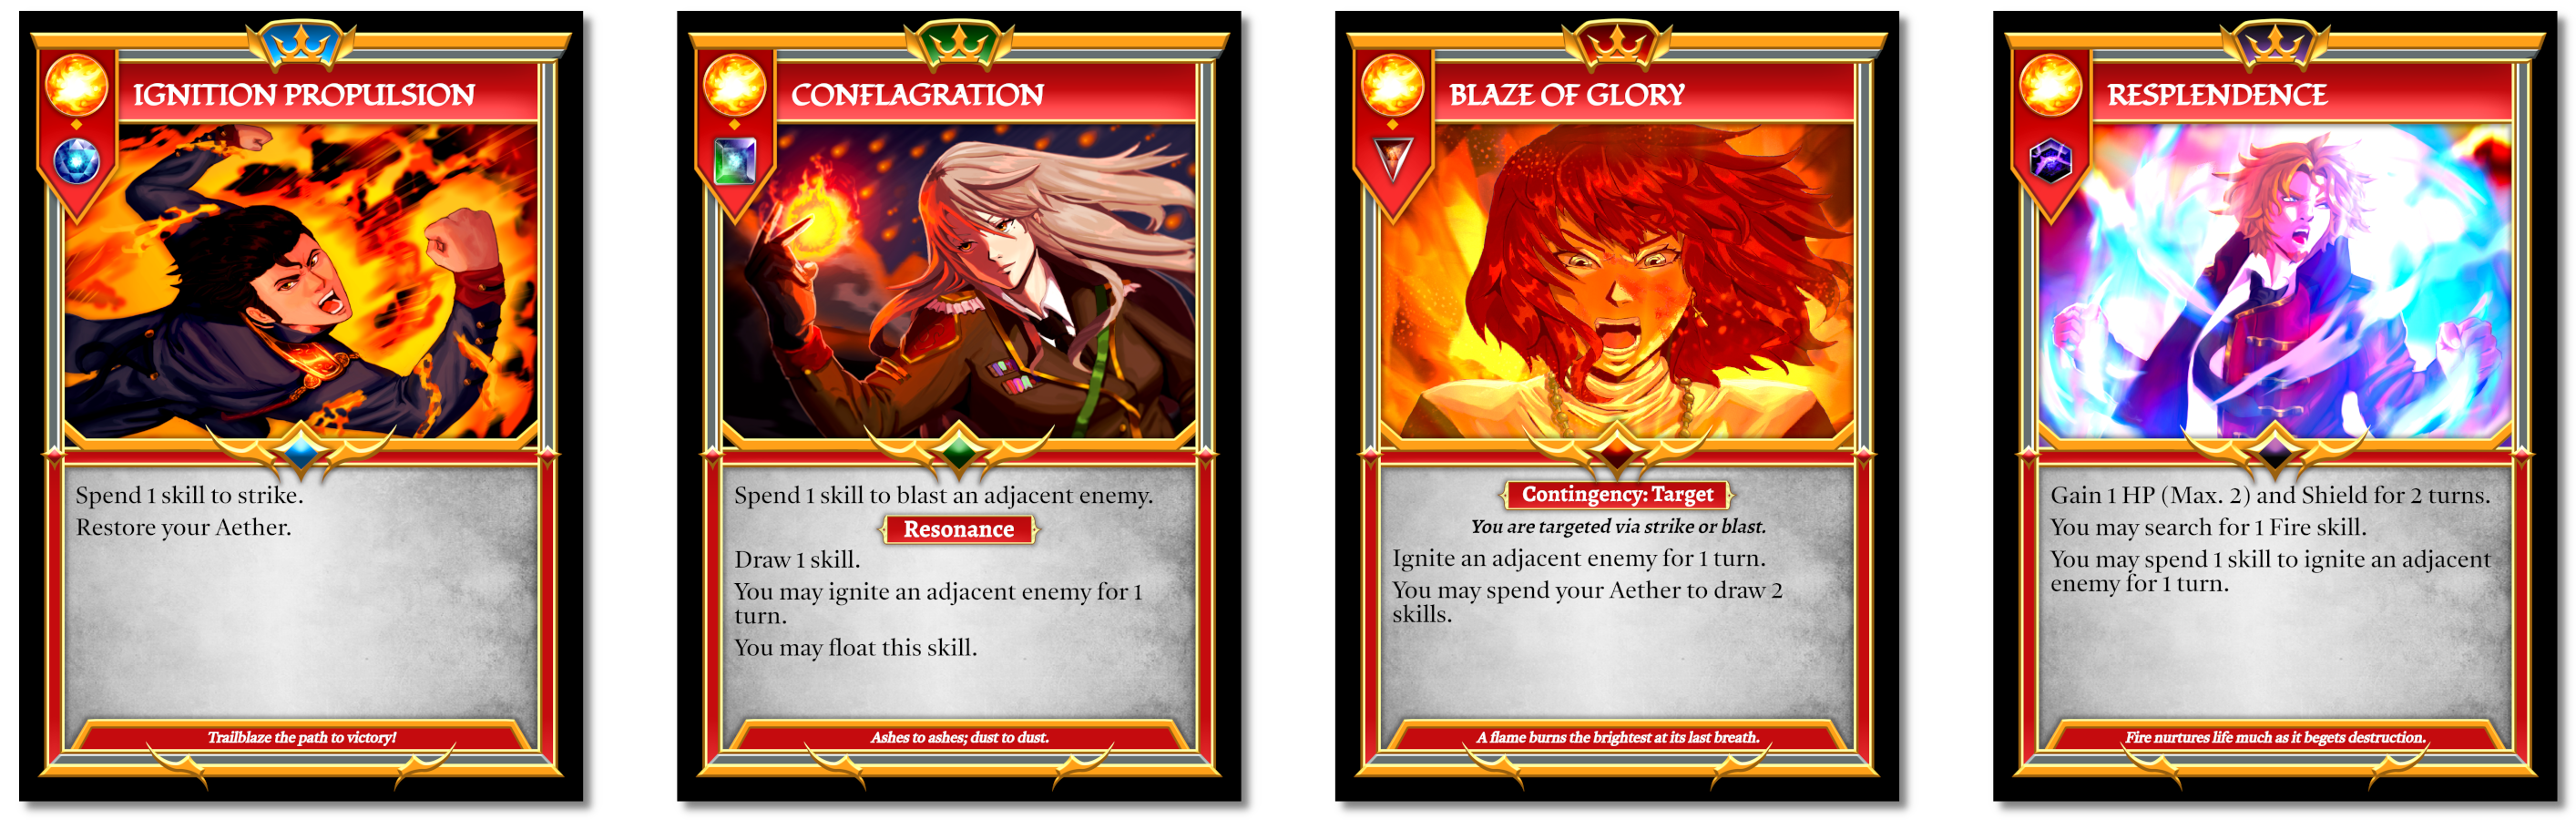 IGNITION PROPULSION
Spend 1 skill to strike.
Restore your Aether.
Trailblaze the path to victory!
CONFLAGRATION
Spend 1 skill to blast an adjacent enemy.
Resonance
Draw 1 skill.
You may ignite an adjacent enemy for 1
turn.
You may float this skill.
Ashes to ashes; dust to dust.
BLAZE OF GLORY
Contingency: Target
You are targeted via strike or blast.
Ignite an adjacent enemy for 1 turn.
You may spend your Aether to draw 2
skills.
A flame burns the brightest at its last breath.
RESPLENDENCE
Gain 1 HP (Max. 2) and Shield for 2 turns.
You may search for 1 Fire skill.
You may spend 1 skill to ignite an adjacent
enemy for 1 turn.
Fire nurtures life much as it begets destruction.